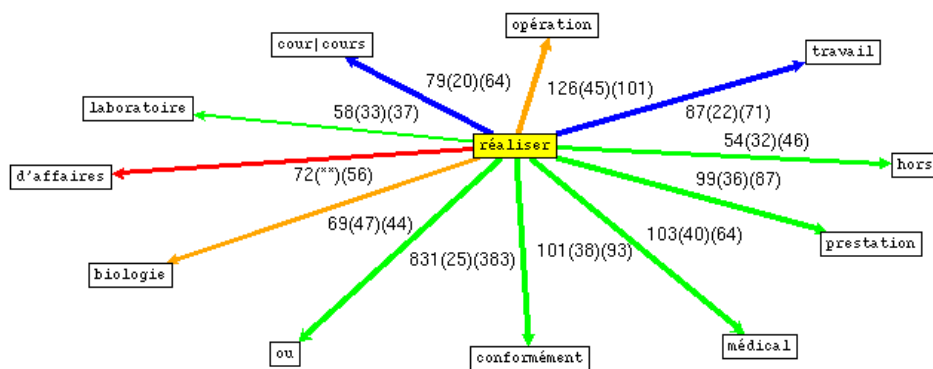 opération
cour|cours
travail
79(20)(64)
126(45)(101)
laboratoire
58(33)(37)
87(22)(71)
réaliser
54(32)(46)
hors
d'affaires
72(**)(56)
99(36)(87)
69(47)(44)
103(40)(64)
prestation
831(25)(383)
101(38)(93)
biologie
ou
conformément
médical